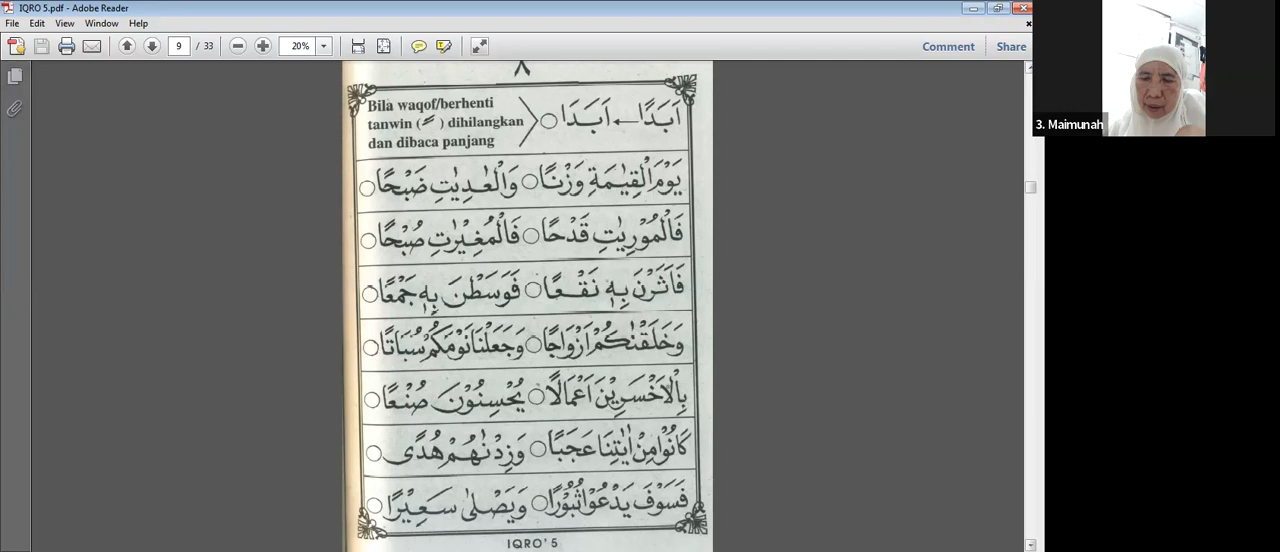 IQRO 5.pdf - Adobe Reader
File Edit View Window Help
9 / 33 20% Comment Share
3. Maimunah
٨
Bila waqof/berhenti
tanwin ( ً ) dihilangkan
dan dibaca panjang
اَبَدًا ← اَبَدَا ○
يَوْمَ الْقِيٰمَةِ وَزْنًا ○ وَالْعٰدِيٰتِ ضَبْحًا ○
فَالْمُوْرِيٰتِ قَدْحًا ○ فَالْمُغِيْرٰتِ صُبْحًا ○
فَاَثَرْنَ بِهٖ نَقْعًا ○ فَوَسَطْنَ بِهٖ جَمْعًا ○
وَخَلَقْنٰكُمْ اَزْوَاجًا ○ وَجَعَلْنَا نَوْمَكُمْ سُبَاتًا ○
بِالْاَخْسَرِيْنَ اَعْمَالًا ○ يُحْسِنُوْنَ صُنْعًا ○
كَانُوْا مِنْ اٰيٰتِنَا عَجَبًا ○ وَزِدْنٰهُمْ هُدًى ○
فَسَوْفَ يَدْعُوْا ثُبُوْرًا ○ وَيَصْلٰى سَعِيْرًا ○
IQRO' 5